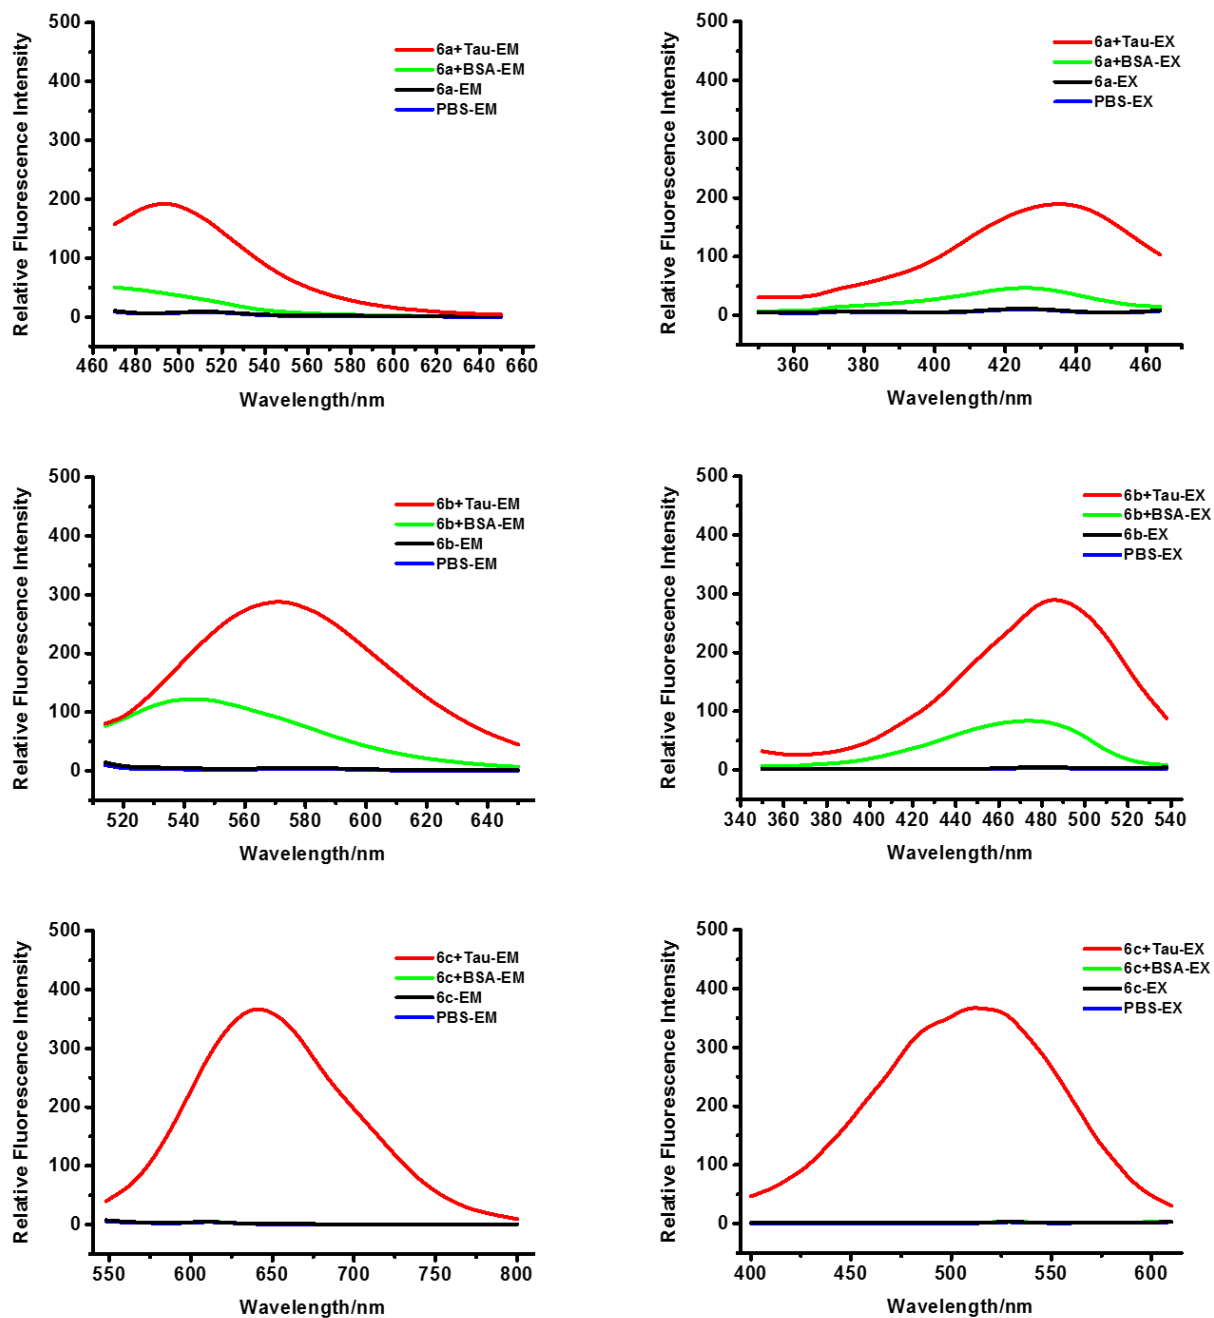 Relative Fluorescence Intensity
500
400
300
200
100
0
6a+Tau-EM
6a+BSA-EM
6a-EM
PBS-EM
460 480 500 520 540 560 580 600 620 640 660
Wavelength/nm
Relative Fluorescence Intensity
500
400
300
200
100
0
6a+Tau-EX
6a+BSA-EX
6a-EX
PBS-EX
360 380 400 420 440 460
Wavelength/nm
Relative Fluorescence Intensity
500
400
300
200
100
0
6b+Tau-EM
6b+BSA-EM
6b-EM
PBS-EM
520 540 560 580 600 620 640
Wavelength/nm
Relative Fluorescence Intensity
500
400
300
200
100
0
6b+Tau-EX
6b+BSA-EX
6b-EX
PBS-EX
340 360 380 400 420 440 460 480 500 520 540
Wavelength/nm
Relative Fluorescence Intensity
500
400
300
200
100
0
6c+Tau-EM
6c+BSA-EM
6c-EM
PBS-EM
550 600 650 700 750 800
Wavelength/nm
Relative Fluorescence Intensity
500
400
300
200
100
0
6c+Tau-EX
6c+BSA-EX
6c-EX
PBS-EX
400 450 500 550 600
Wavelength/nm